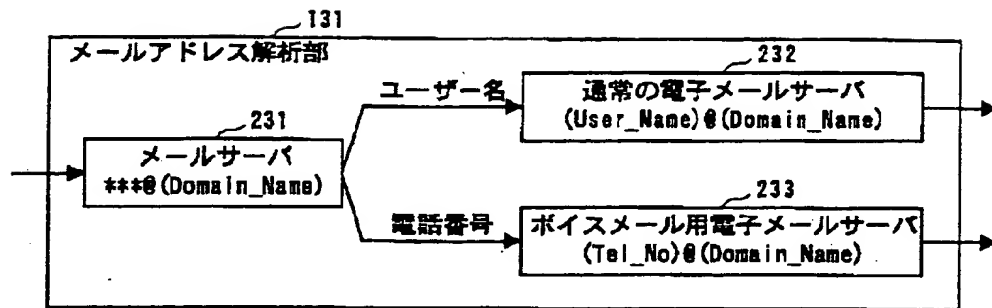 131
メールアドレス解析部
232
ユーザー名
通常の電子メールサーバ
(User_Name)@(Domain_Name)
231
メールサーバ
***@(Domain_Name)
233
電話番号
ボイスメール用電子メールサーバ
(Tel_No)@(Domain_Name)